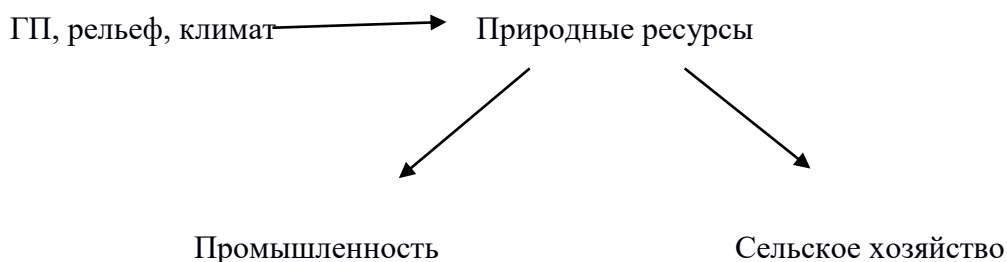 ГП, рельеф, климат Природные ресурсы
Промышленность Сельское хозяйство